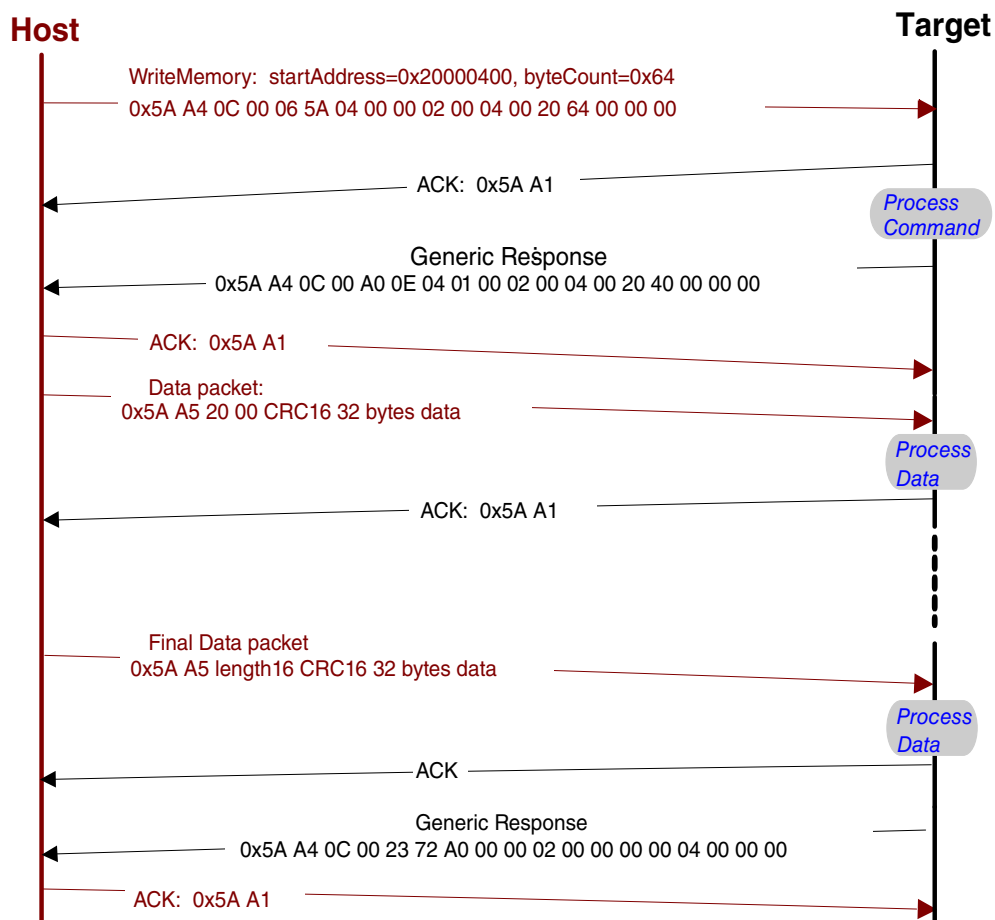 Host
Target
WriteMemory: startAddress=0x20000400, byteCount=0x64
0x5A A4 0C 00 06 5A 04 00 00 02 00 04 00 20 64 00 00 00
ACK: 0x5A A1
Process
Command
Generic Response
0x5A A4 0C 00 A0 0E 04 01 00 02 00 04 00 20 40 00 00 00
ACK: 0x5A A1
Data packet:
0x5A A5 20 00 CRC16 32 bytes data
Process
Data
ACK: 0x5A A1
Final Data packet
0x5A A5 length16 CRC16 32 bytes data
Process
Data
ACK
Generic Response
0x5A A4 0C 00 23 72 A0 00 00 02 00 00 00 00 04 00 00 00
ACK: 0x5A A1